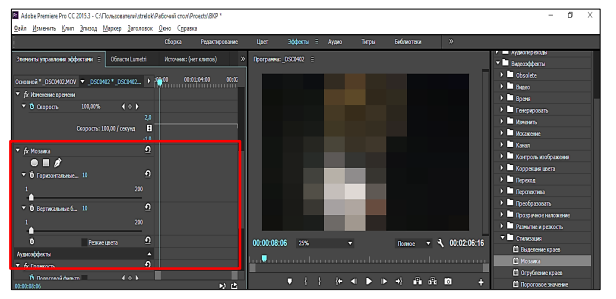 Adobe Premiere Pro CC 2015.3 - C:\Пользователи\strelok\Рабочий стол\Proects\ВКР *
Файл Изменить Клип Эпизод Маркер Заголовок Окно Справка
Сборка Редактирование Цвет Эффекты Аудио Титры Библиотеки »
Элементы управления эффектами Области Lumetri Источник: (нет клипов) »
Программа: _DSC0402
Основной * _DSC0402.MOV _DSC0402 * _DSC0402...
00:00 00:01:04:00 00:02
fx Изменение времени
Скорость 100,00%
2,0
Скорость: 100,00 / секунд
-1,0
fx Мозаика
Горизонтальные... 10
1 200
Вертикальные б... 10
1 200
Резкие цвета
Аудиоэффекты
fx Громкость
00:00:08:06
00:00:08:06 25% Полное 00:02:06:16
Аудиопереходы
Видеоэффекты
Obsolete
Видео
Время
Генерировать
Изменить
Искажение
Канал
Контроль изображения
Коррекция цвета
Переход
Перспектива
Преобразовать
Прозрачное наложение
Размытие и резкость
Стилизация
Выделение краев
Мозаика
Огрубление краев
Пороговое значение